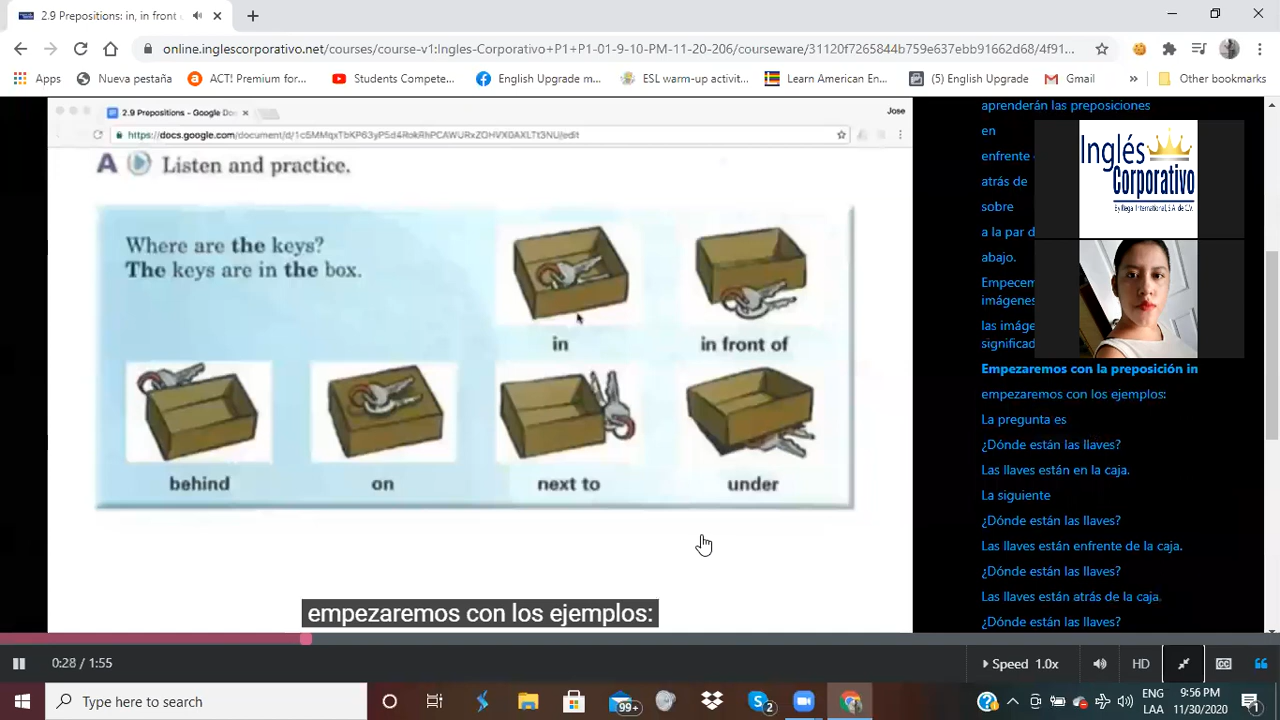 2.9 Prepositions: in, in front
online.inglescorporativo.net/courses/course-v1:Ingles-Corporativo+P1+P1-01-9-10-PM-11-20-206/courseware/31120f7265844b759e637ebb91662d68/4f91...
Apps
Nueva pestaña
ACT! Premium for...
Students Compete...
English Upgrade m...
ESL warm-up activit...
Learn American En...
(5) English Upgrade
Gmail
»
Other bookmarks
2.9 Prepositions - Google Do
Jose
A Listen and practice.
Where are the keys?
The keys are in the box.
in
in front of
behind
on
next to
under
empezaremos con los ejemplos:
aprenderán las preposiciones
en
enfrente
atrás de
sobre
a la par d
abajo.
Empecem
imágenes
las imáge
significad
Empezaremos con la preposición in
empezaremos con los ejemplos:
La pregunta es
¿Dónde están las llaves?
Las llaves están en la caja.
La siguiente
¿Dónde están las llaves?
Las llaves están enfrente de la caja.
¿Dónde están las llaves?
Las llaves están atrás de la caja.
¿Dónde están las llaves?
Inglés
Corporativo
0:28 / 1:55
Speed 1.0x
HD
Type here to search
99+
2
ENG
LAA
9:56 PM
11/30/2020
1